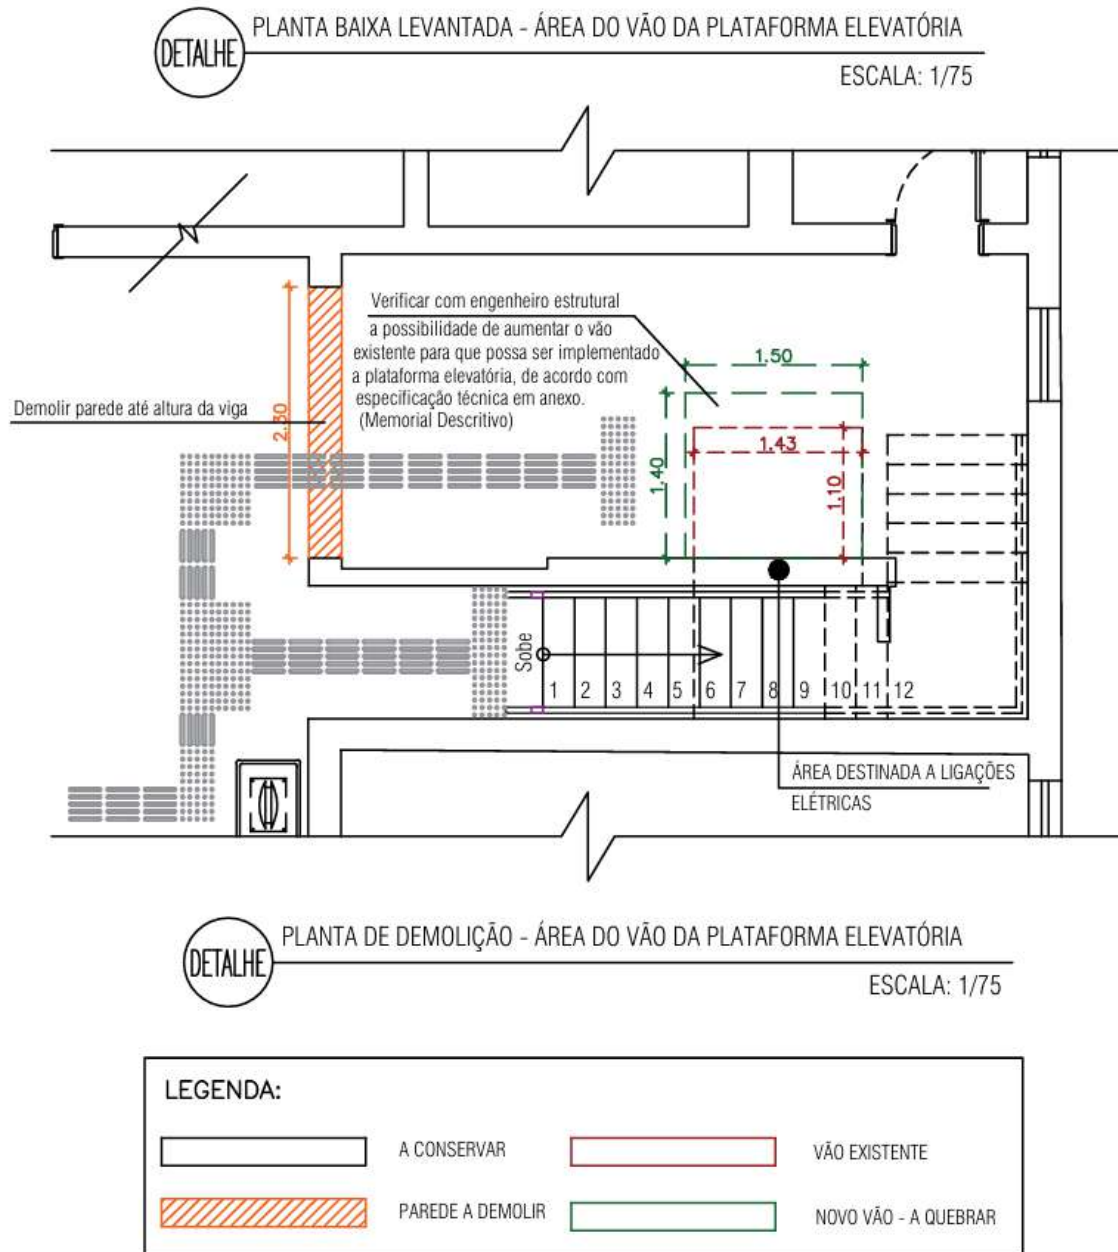 DETALHE
PLANTA BAIXA LEVANTADA - ÁREA DO VÃO DA PLATAFORMA ELEVATÓRIA
ESCALA: 1/75
Verificar com engenheiro estrutural
a possibilidade de aumentar o vão
existente para que possa ser implementado
a plataforma elevatória, de acordo com
especificação técnica em anexo.
(Memorial Descritivo)
1.50
Demolir parede até altura da viga
1.43
1.40
1.10
Sobe
1 2 3 4 5 6 7 8 9 10 11 12
ÁREA DESTINADA A LIGAÇÕES
ELÉTRICAS
DETALHE
PLANTA DE DEMOLIÇÃO - ÁREA DO VÃO DA PLATAFORMA ELEVATÓRIA
ESCALA: 1/75
LEGENDA:
A CONSERVAR
VÃO EXISTENTE
PAREDE A DEMOLIR
NOVO VÃO - A QUEBRAR